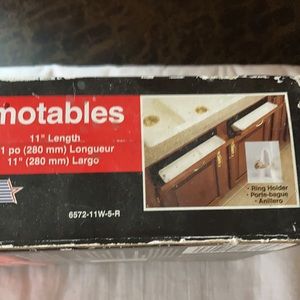 motables
11" Length
1 po (280 mm) Longueur
11" (280 mm) Largo
6572-11W-5-R
• Ring Holder
• Porte-bague
• Anillero